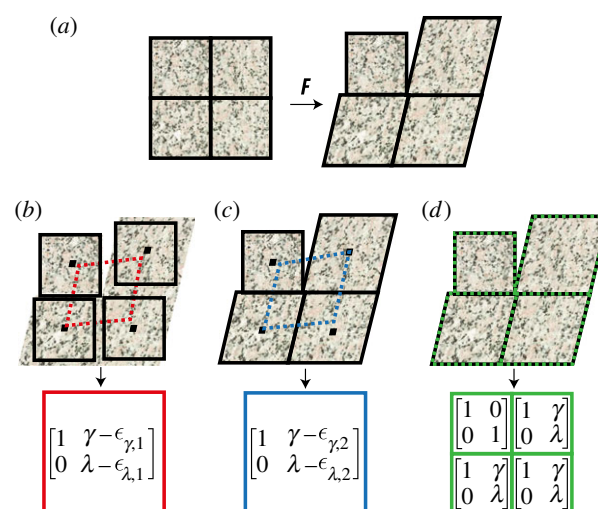 (a)
F
(b) (c) (d)
[1 γ−ϵγ,1
0 λ−ϵλ,1]
[1 γ−ϵγ,2
0 λ−ϵλ,2]
[1 0
0 1]
[1 γ
0 λ]
[1 γ
0 λ]
[1 γ
0 λ]